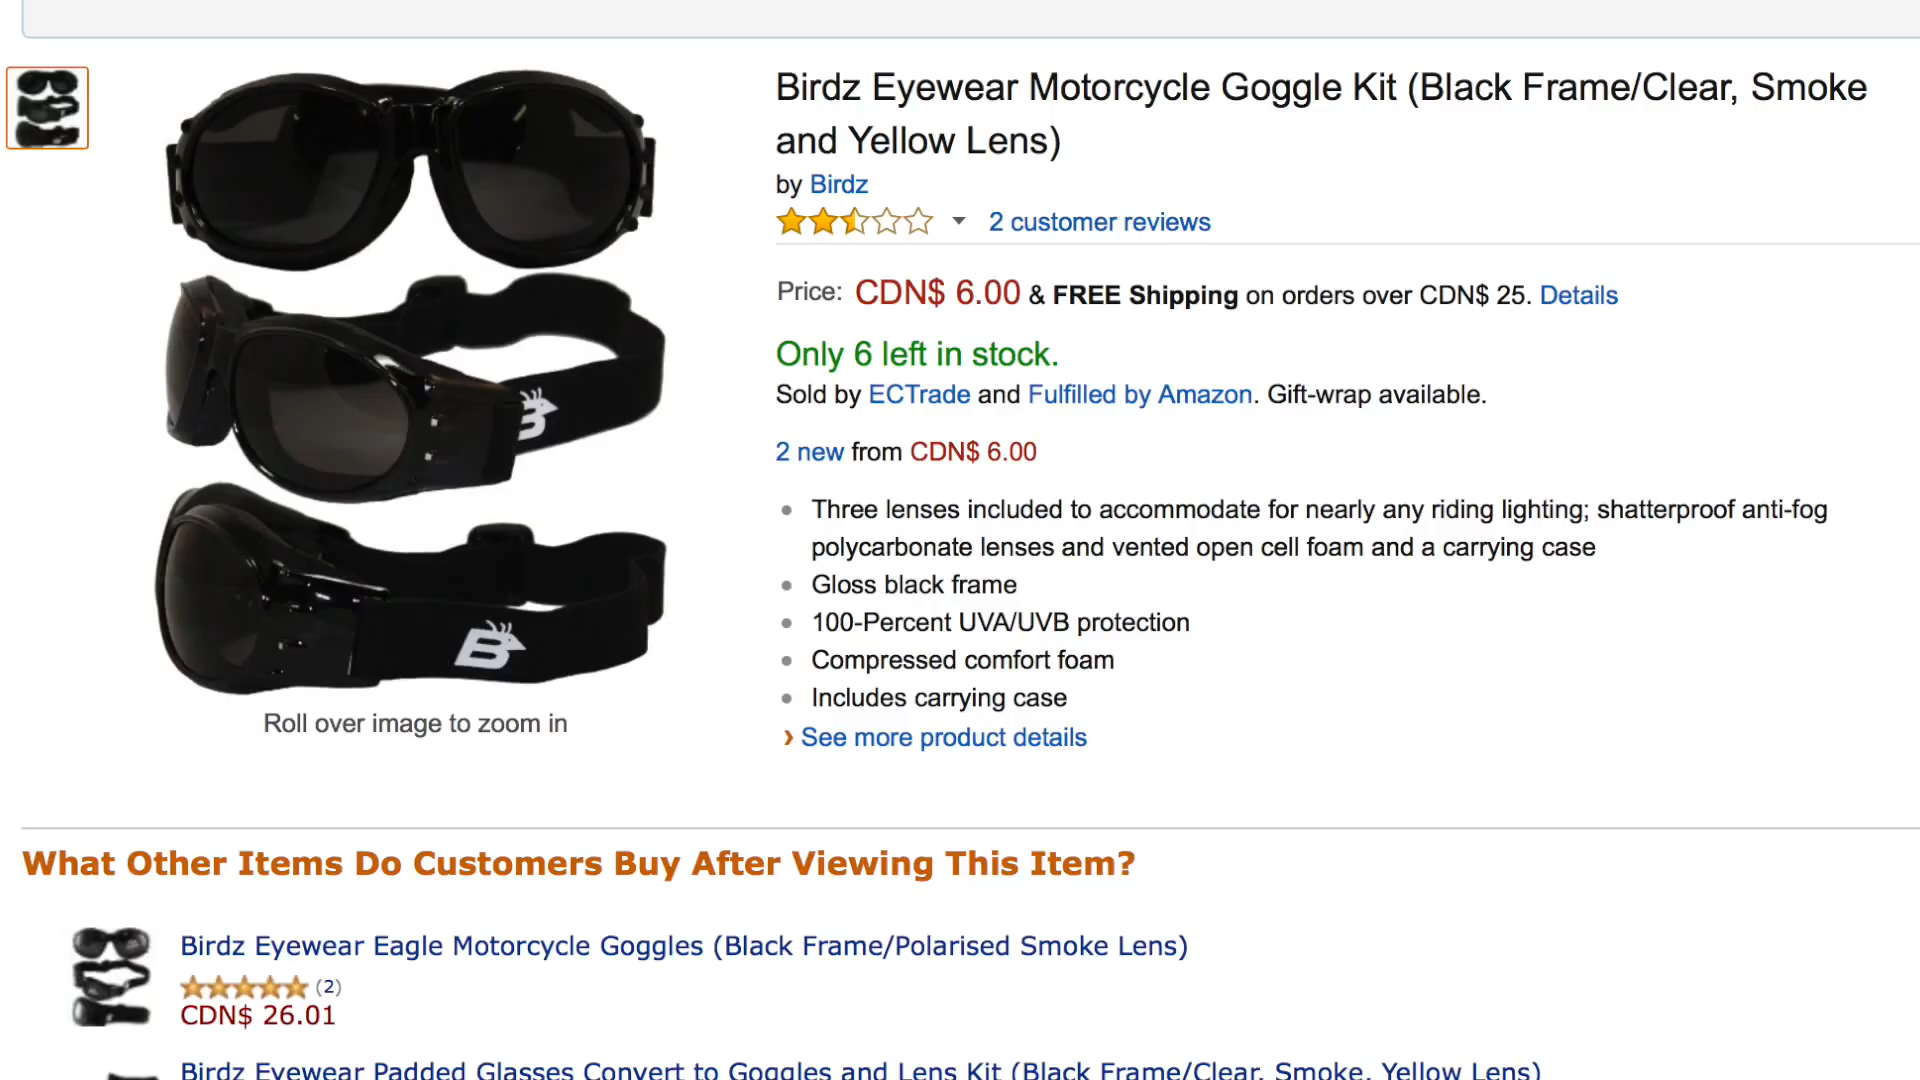 Birdz Eyewear Motorcycle Goggle Kit (Black Frame/Clear, Smoke
and Yellow Lens)
by Birdz
2 customer reviews
Price: CDN$ 6.00 & FREE Shipping on orders over CDN$ 25. Details
Only 6 left in stock.
Sold by ECTrade and Fulfilled by Amazon. Gift-wrap available.
2 new from CDN$ 6.00
Three lenses included to accommodate for nearly any riding lighting; shatterproof anti-fog
polycarbonate lenses and vented open cell foam and a carrying case
Gloss black frame
100-Percent UVA/UVB protection
Compressed comfort foam
Includes carrying case
› See more product details
B
B
Roll over image to zoom in
What Other Items Do Customers Buy After Viewing This Item?
Birdz Eyewear Eagle Motorcycle Goggles (Black Frame/Polarised Smoke Lens)
(2)
CDN$ 26.01
Birdz Eyewear Padded Glasses Convert to Goggles and Lens Kit (Black Frame/Clear, Smoke, Yellow Lens)